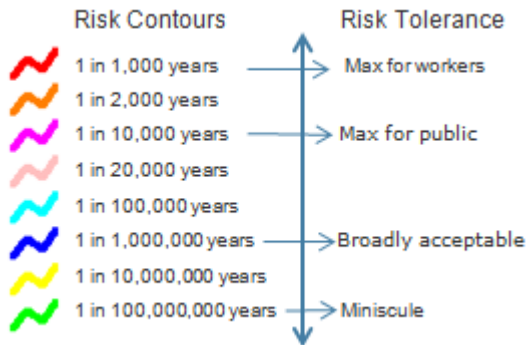 Risk Contours Risk Tolerance
1 in 1,000 years Max for workers
1 in 2,000 years
1 in 10,000 years Max for public
1 in 20,000 years
1 in 100,000 years
1 in 1,000,000 years Broadly acceptable
1 in 10,000,000 years
1 in 100,000,000 years Miniscule